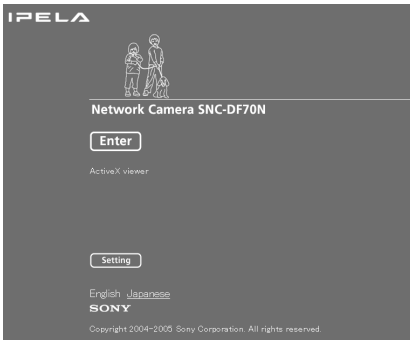 IPELA
Network Camera SNC-DF70N
Enter
ActiveX viewer
Setting
English Japanese
SONY
Copyright 2004-2005 Sony Corporation. All rights reserved.